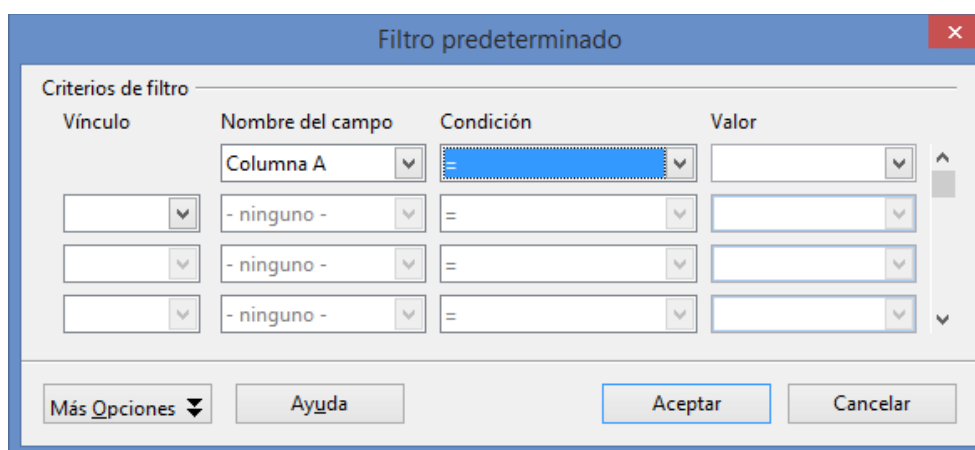 Filtro predeterminado
Criterios de filtro
Vínculo Nombre del campo Condición Valor
Columna A =
- ninguno - =
- ninguno - =
- ninguno - =
Más Opciones Ayuda Aceptar Cancelar